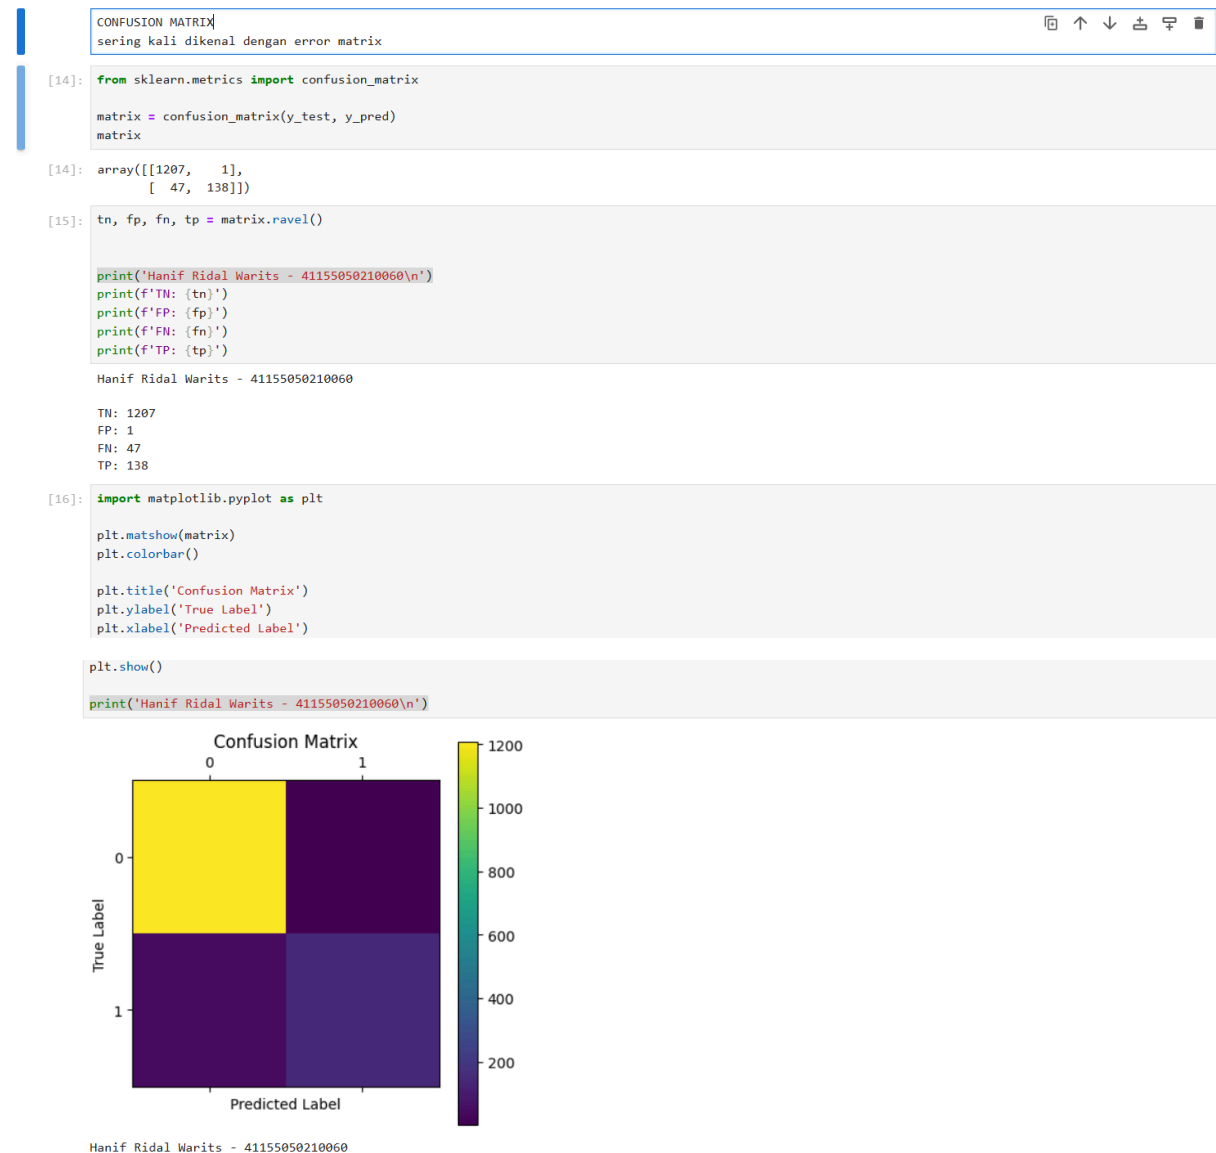 CONFUSION MATRIX
sering kali dikenal dengan error matrix
[14]: from sklearn.metrics import confusion_matrix
matrix = confusion_matrix(y_test, y_pred)
matrix
[14]: array([[1207,    1],
       [  47,  138]])
[15]: tn, fp, fn, tp = matrix.ravel()
print('Hanif Ridal Warits - 41155050210060\n')
print(f'TN: {tn}')
print(f'FP: {fp}')
print(f'FN: {fn}')
print(f'TP: {tp}')
Hanif Ridal Warits - 41155050210060
TN: 1207
FP: 1
FN: 47
TP: 138
[16]: import matplotlib.pyplot as plt
plt.matshow(matrix)
plt.colorbar()
plt.title('Confusion Matrix')
plt.ylabel('True Label')
plt.xlabel('Predicted Label')
plt.show()
print('Hanif Ridal Warits - 41155050210060\n')
Confusion Matrix
0 1
0
1
True Label
Predicted Label
1200
1000
800
600
400
200
Hanif Ridal Warits - 41155050210060